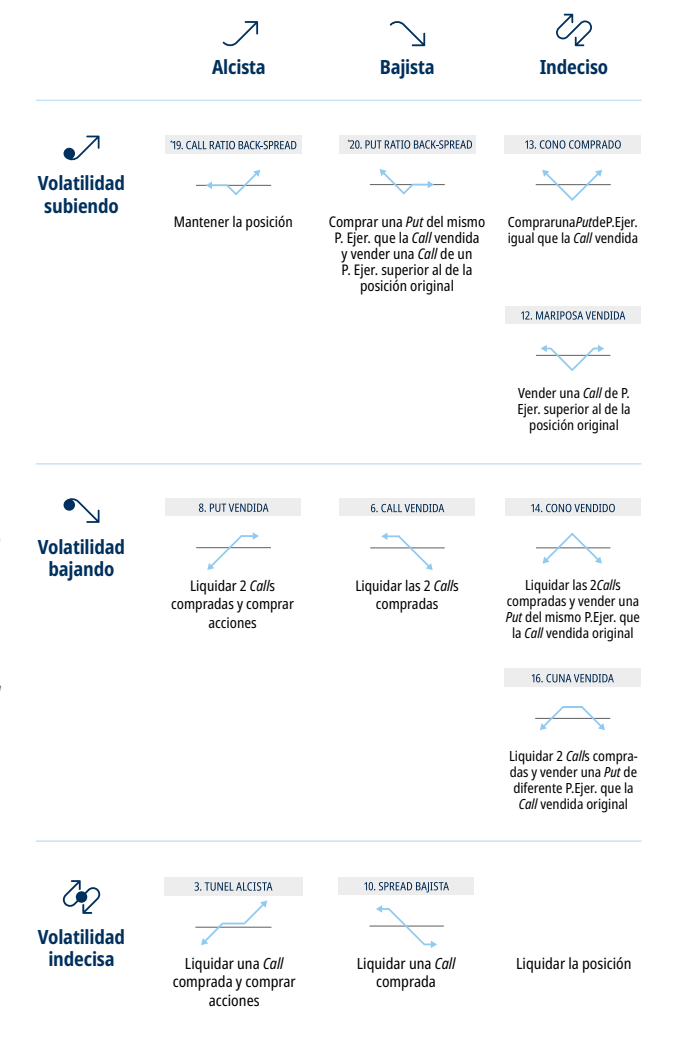 Alcista
Bajista
Indeciso
Volatilidad
subiendo
*19. CALL RATIO BACK-SPREAD
Mantener la posición
*20. PUT RATIO BACK-SPREAD
Comprar una Put del mismo
P. Ejer. que la Call vendida
y vender una Call de un
P. Ejer. superior al de la
posición original
13. CONO COMPRADO
Compraru​naPutdeP.Ejer.
igual que la Call vendida
12. MARIPOSA VENDIDA
Vender una Call de P.
Ejer. superior al de la
posición original
Volatilidad
bajando
8. PUT VENDIDA
Liquidar 2 Calls
compradas y comprar
acciones
6. CALL VENDIDA
Liquidar las 2 Calls
compradas
14. CONO VENDIDO
Liquidar las 2Calls
compradas y vender una
Put del mismo P.Ejer. que
la Call vendida original
16. CUNA VENDIDA
Liquidar 2 Calls compra-
das y vender una Put de
diferente P.Ejer. que la
Call vendida original
Volatilidad
indecisa
3. TUNEL ALCISTA
Liquidar una Call
comprada y comprar
acciones
10. SPREAD BAJISTA
Liquidar una Call
comprada
Liquidar la posición